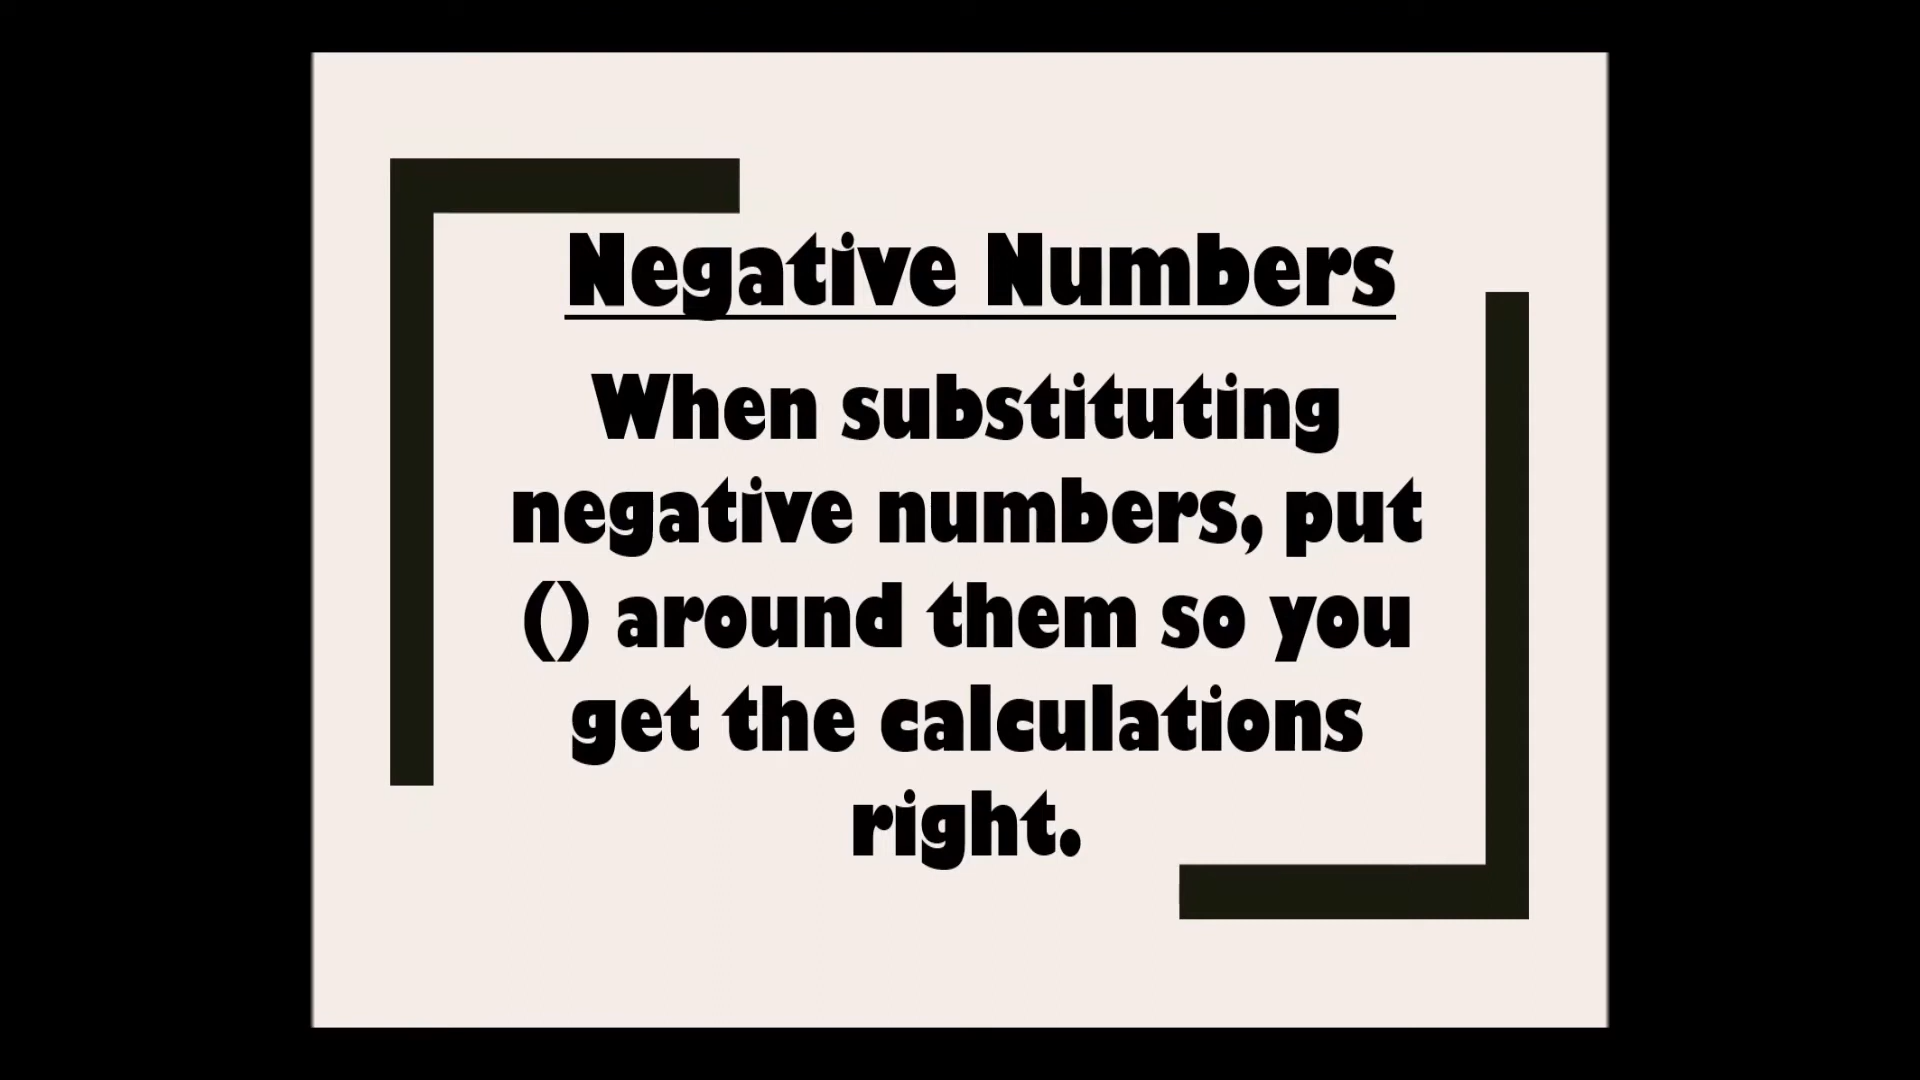 Negative Numbers
When substituting
negative numbers, put
() around them so you
get the calculations
right.